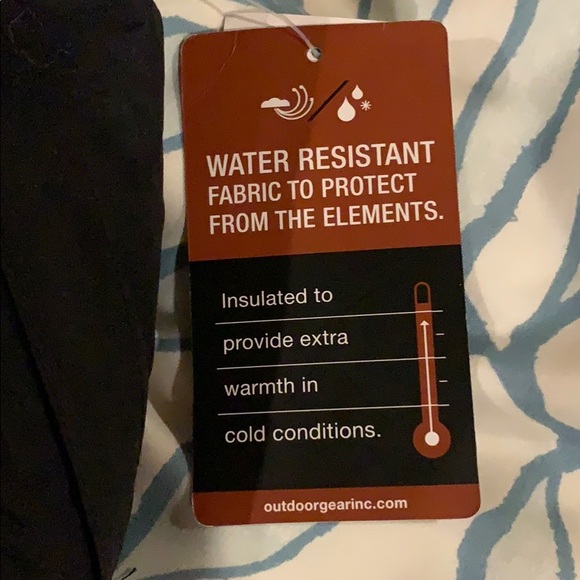 WATER RESISTANT
FABRIC TO PROTECT
FROM THE ELEMENTS.
Insulated to
provide extra
warmth in
cold conditions.
outdoorgearinc.com